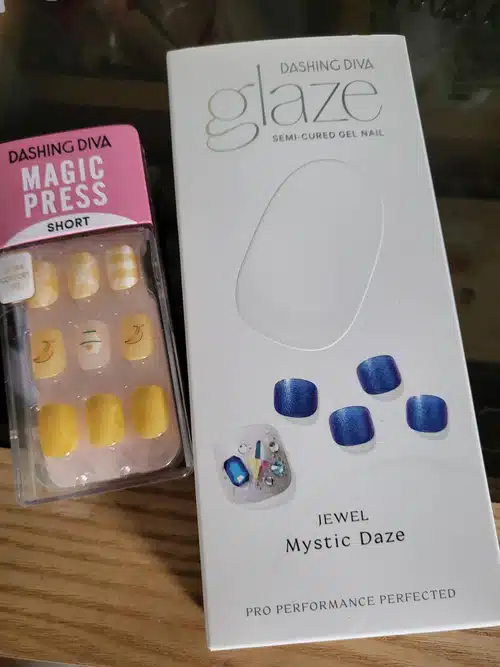 DASHING DIVA
MAGIC
PRESS
SHORT
DASHING DIVA
glaze
SEMI-CURED GEL NAIL
JEWEL
Mystic Daze
PRO PERFORMANCE PERFECTED